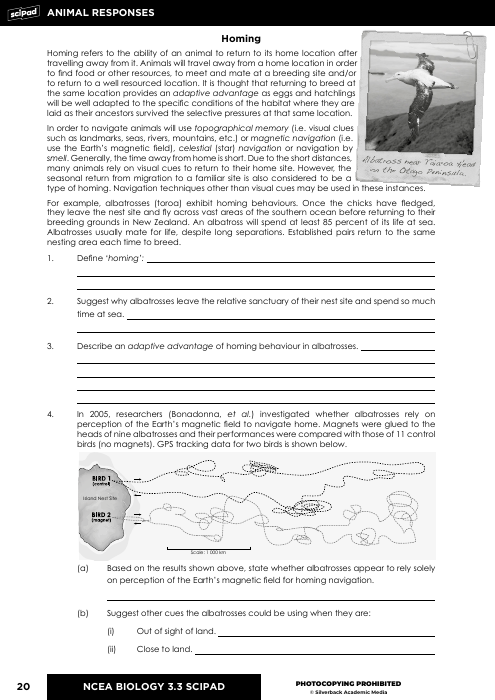 scipad ANIMAL RESPONSES
Homing
Homing refers to the ability of an animal to return to its home location after
travelling away from it. Animals will travel away from a home location in order
to find food or other resources, to meet and mate at a breeding site and/or
to return to a well resourced location. It is thought that returning to breed at
the same location provides an adaptive advantage as eggs and hatchlings
will be well adapted to the specific conditions of the habitat where they are
laid as their ancestors survived the selective pressures at that same location.
In order to navigate animals will use topographical memory (i.e. visual clues
such as landmarks, seas, rivers, mountains, etc.) or magnetic navigation (i.e.
use the Earth's magnetic field), celestial (star) navigation or navigation by
smell. Generally, the time away from home is short. Due to the short distances,
many animals rely on visual cues to return to their home site. However, the
seasonal return from migration to a familiar site is also considered to be a
type of homing. Navigation techniques other than visual cues may be used in these instances.
Albatross near Taiaroa Head
on the Otago Peninsula.
For example, albatrosses (toroa) exhibit homing behaviours. Once the chicks have fledged,
they leave the nest site and fly across vast areas of the southern ocean before returning to their
breeding grounds in New Zealand. An albatross will spend at least 85 percent of its life at sea.
Albatrosses usually mate for life, despite long separations. Established pairs return to the same
nesting area each time to breed.
1. Define 'homing':
2. Suggest why albatrosses leave the relative sanctuary of their nest site and spend so much
time at sea.
3. Describe an adaptive advantage of homing behaviour in albatrosses.
4. In 2005, researchers (Bonadonna, et al.) investigated whether albatrosses rely on
perception of the Earth's magnetic field to navigate home. Magnets were glued to the
heads of nine albatrosses and their performances were compared with those of 11 control
birds (no magnets). GPS tracking data for two birds is shown below.
BIRD 1
(control)
Island Nest Site
BIRD 2
(magnet)
Scale: 1 000 km
(a) Based on the results shown above, state whether albatrosses appear to rely solely
on perception of the Earth's magnetic field for homing navigation.
(b) Suggest other cues the albatrosses could be using when they are:
(i) Out of sight of land.
(ii) Close to land.
20 NCEA BIOLOGY 3.3 SCIPAD PHOTOCOPYING PROHIBITED
© Silverback Academic Media